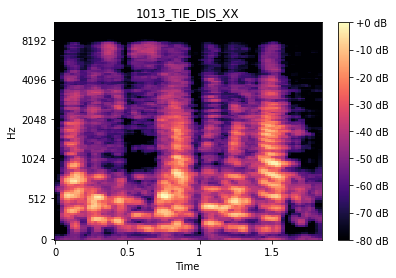 1013_TIE_DIS_XX
+0 dB
8192
-10 dB
4096
-20 dB
-30 dB
2048
Hz
-40 dB
1024
-50 dB
512
-60 dB
-70 dB
0
-80 dB
0
0.5
1
1.5
Time